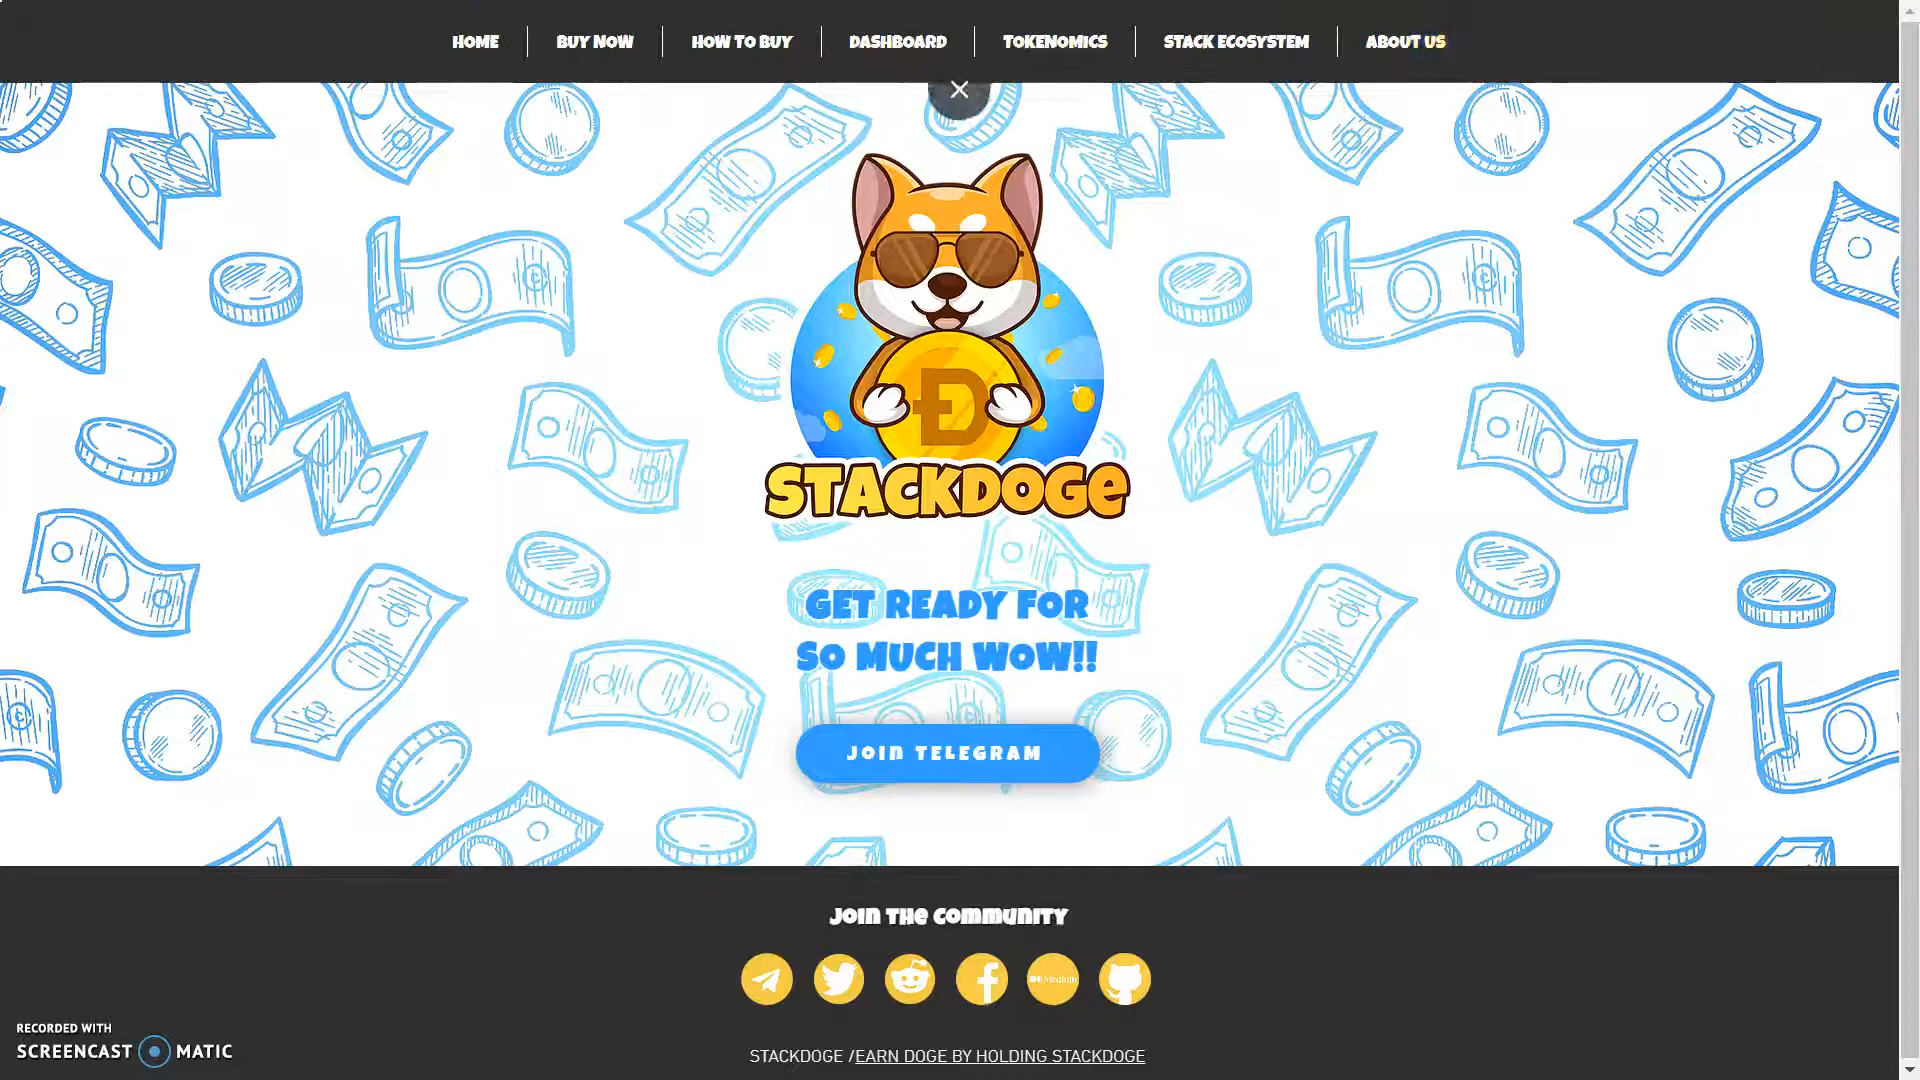 HOME
BUY NOW
HOW TO BUY
DASHBOARD
TOKENOMICS
STACK ECOSYSTEM
ABOUT US
STACKDOGE
GET READY FOR
SO MUCH WOW!!
JOIN TELEGRAM
JOIN THE COMMUNITY
Medium
RECORDED WITH
SCREENCAST MATIC
STACKDOGE /EARN DOGE BY HOLDING STACKDOGE